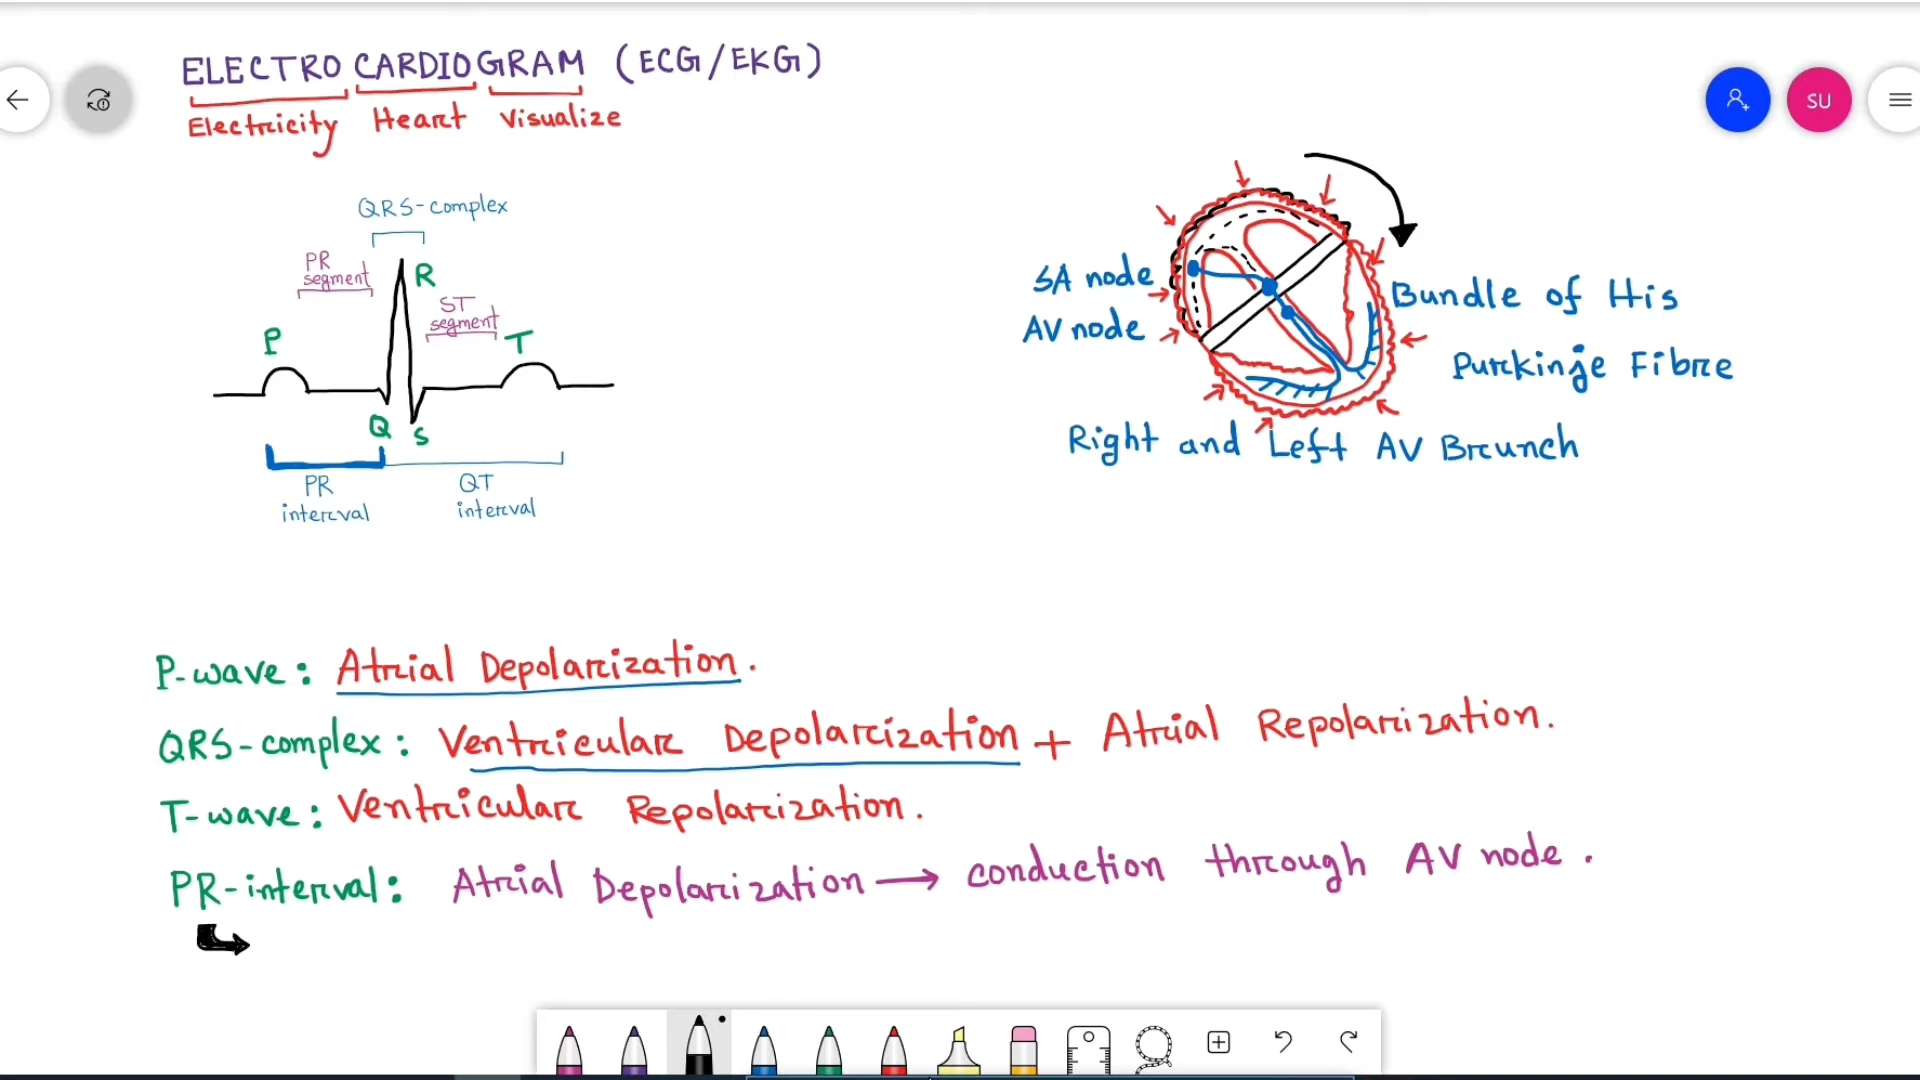 ELECTRO CARDIOGRAM (ECG/EKG)
Electricity Heart Visualize
SU
QRS-complex
PR
segment
R
ST
segment
P
T
Q
S
PR
interval
QT
interval
SA node
AV node
Bundle of His
Purkinje Fibre
Right and Left AV Brunch
P-wave: Atrial Depolarization.
QRS-complex: Ventricular Depolarization + Atrial Repolarization.
T-wave: Ventricular Repolarization.
PR-interval: Atrial Depolarization → conduction through AV node.